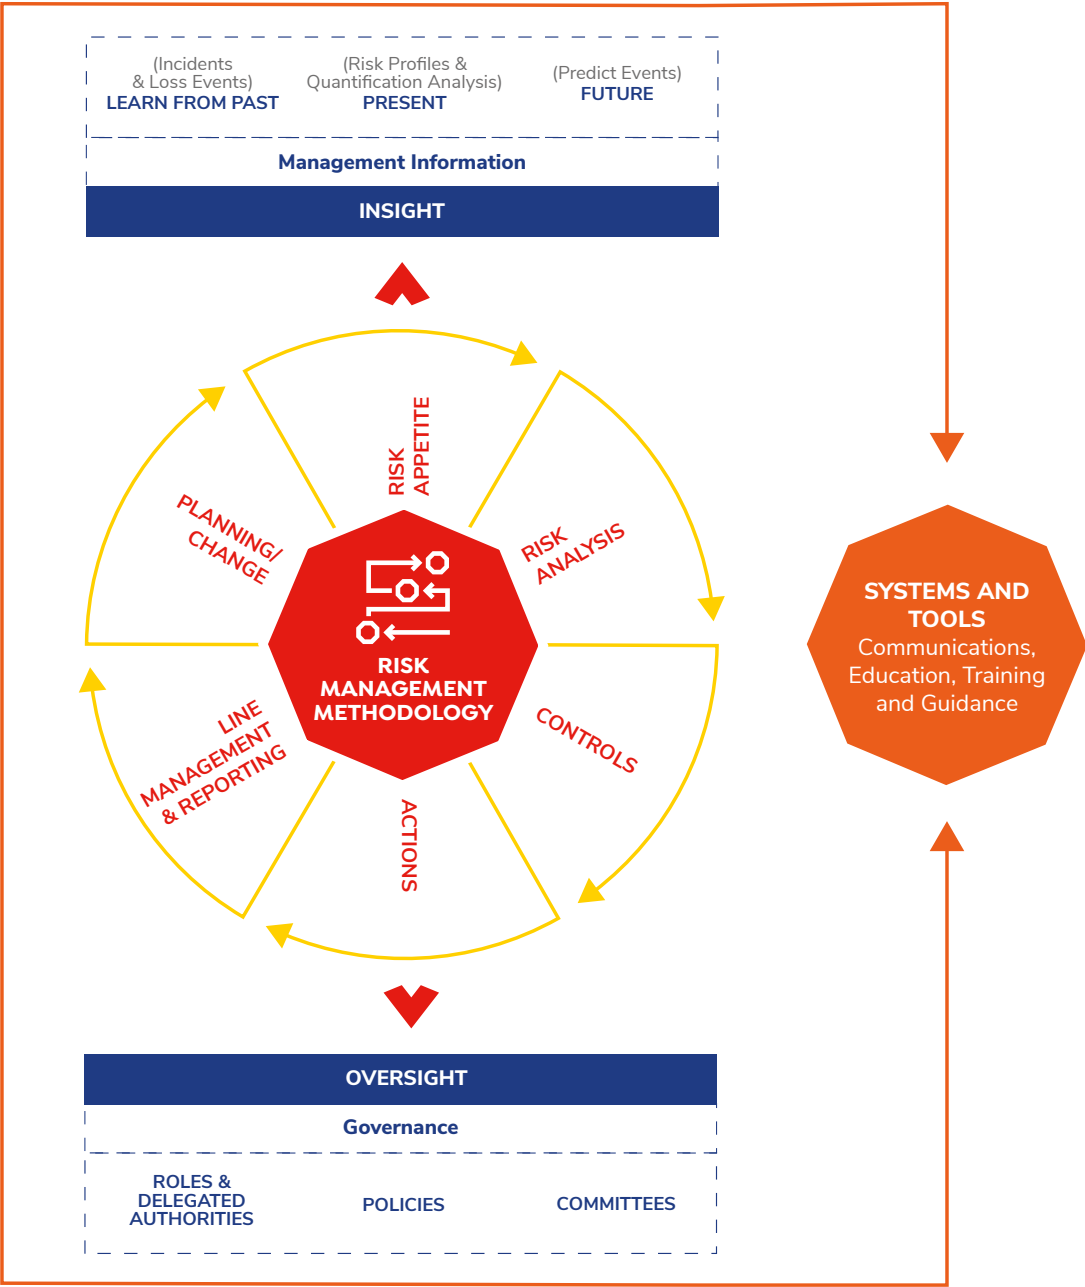 (Incidents
& Loss Events)
LEARN FROM PAST
(Risk Profiles &
Quantification Analysis)
PRESENT
(Predict Events)
FUTURE
Management Information
INSIGHT
RISK
APPETITE
RISK
ANALYSIS
CONTROLS
ACTIONS
LINE
MANAGEMENT
& REPORTING
PLANNING/
CHANGE
RISK
MANAGEMENT
METHODOLOGY
SYSTEMS AND
TOOLS
Communications,
Education, Training
and Guidance
OVERSIGHT
Governance
ROLES &
DELEGATED
AUTHORITIES
POLICIES
COMMITTEES